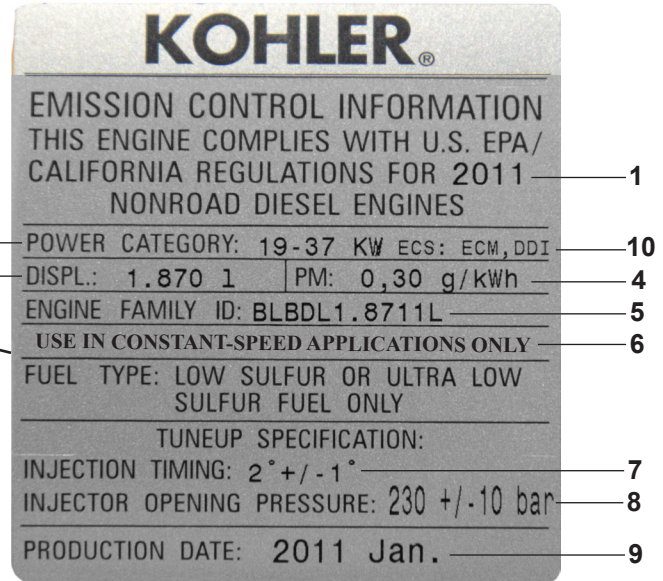 KOHLER®
EMISSION CONTROL INFORMATION
THIS ENGINE COMPLIES WITH U.S. EPA/
CALIFORNIA REGULATIONS FOR 2011 1
NONROAD DIESEL ENGINES
POWER CATEGORY: 19-37 KW ECS: ECM,DDI 10
DISPL.: 1.870 l PM: 0,30 g/kWh 4
ENGINE FAMILY ID: BLBDL1.8711L 5
USE IN CONSTANT-SPEED APPLICATIONS ONLY 6
FUEL TYPE: LOW SULFUR OR ULTRA LOW
SULFUR FUEL ONLY
TUNEUP SPECIFICATION:
INJECTION TIMING: 2°+/-1° 7
INJECTOR OPENING PRESSURE: 230 +/-10 bar 8
PRODUCTION DATE: 2011 Jan. 9